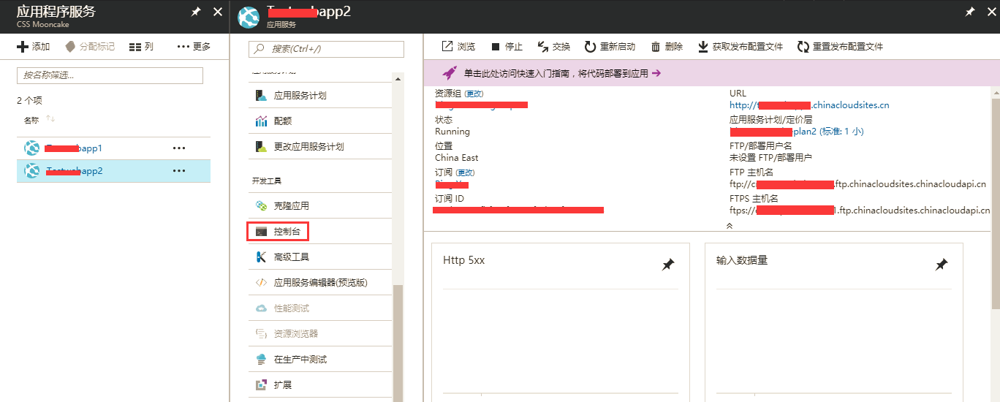 应用程序服务
CSS Mooncake
添加
分配标记
列
更多
按名称筛选...
2 个项
名称
bapp1
bapp2
bapp2
应用服务
搜索(Ctrl+/)
应用服务计划
应用服务计划
配额
更改应用服务计划
开发工具
克隆应用
控制台
高级工具
应用服务编辑器(预览版)
性能测试
资源浏览器
在生产中测试
扩展
浏览
停止
交换
重新启动
删除
获取发布配置文件
重置发布配置文件
单击此处访问快速入门指南，将代码部署到应用
资源组 (更改)
状态
Running
位置
China East
订阅 (更改)
订阅 ID
URL
http://t .chinacloudsites.cn
应用服务计划/定价层
plan2 (标准: 1 小)
FTP/部署用户名
未设置 FTP/部署用户
FTP 主机名
ftp://c .ftp.chinacloudsites.chinacloudapi.cn
FTPS 主机名
ftps:// 1.ftp.chinacloudsites.chinacloudapi.cn
Http 5xx
输入数据量